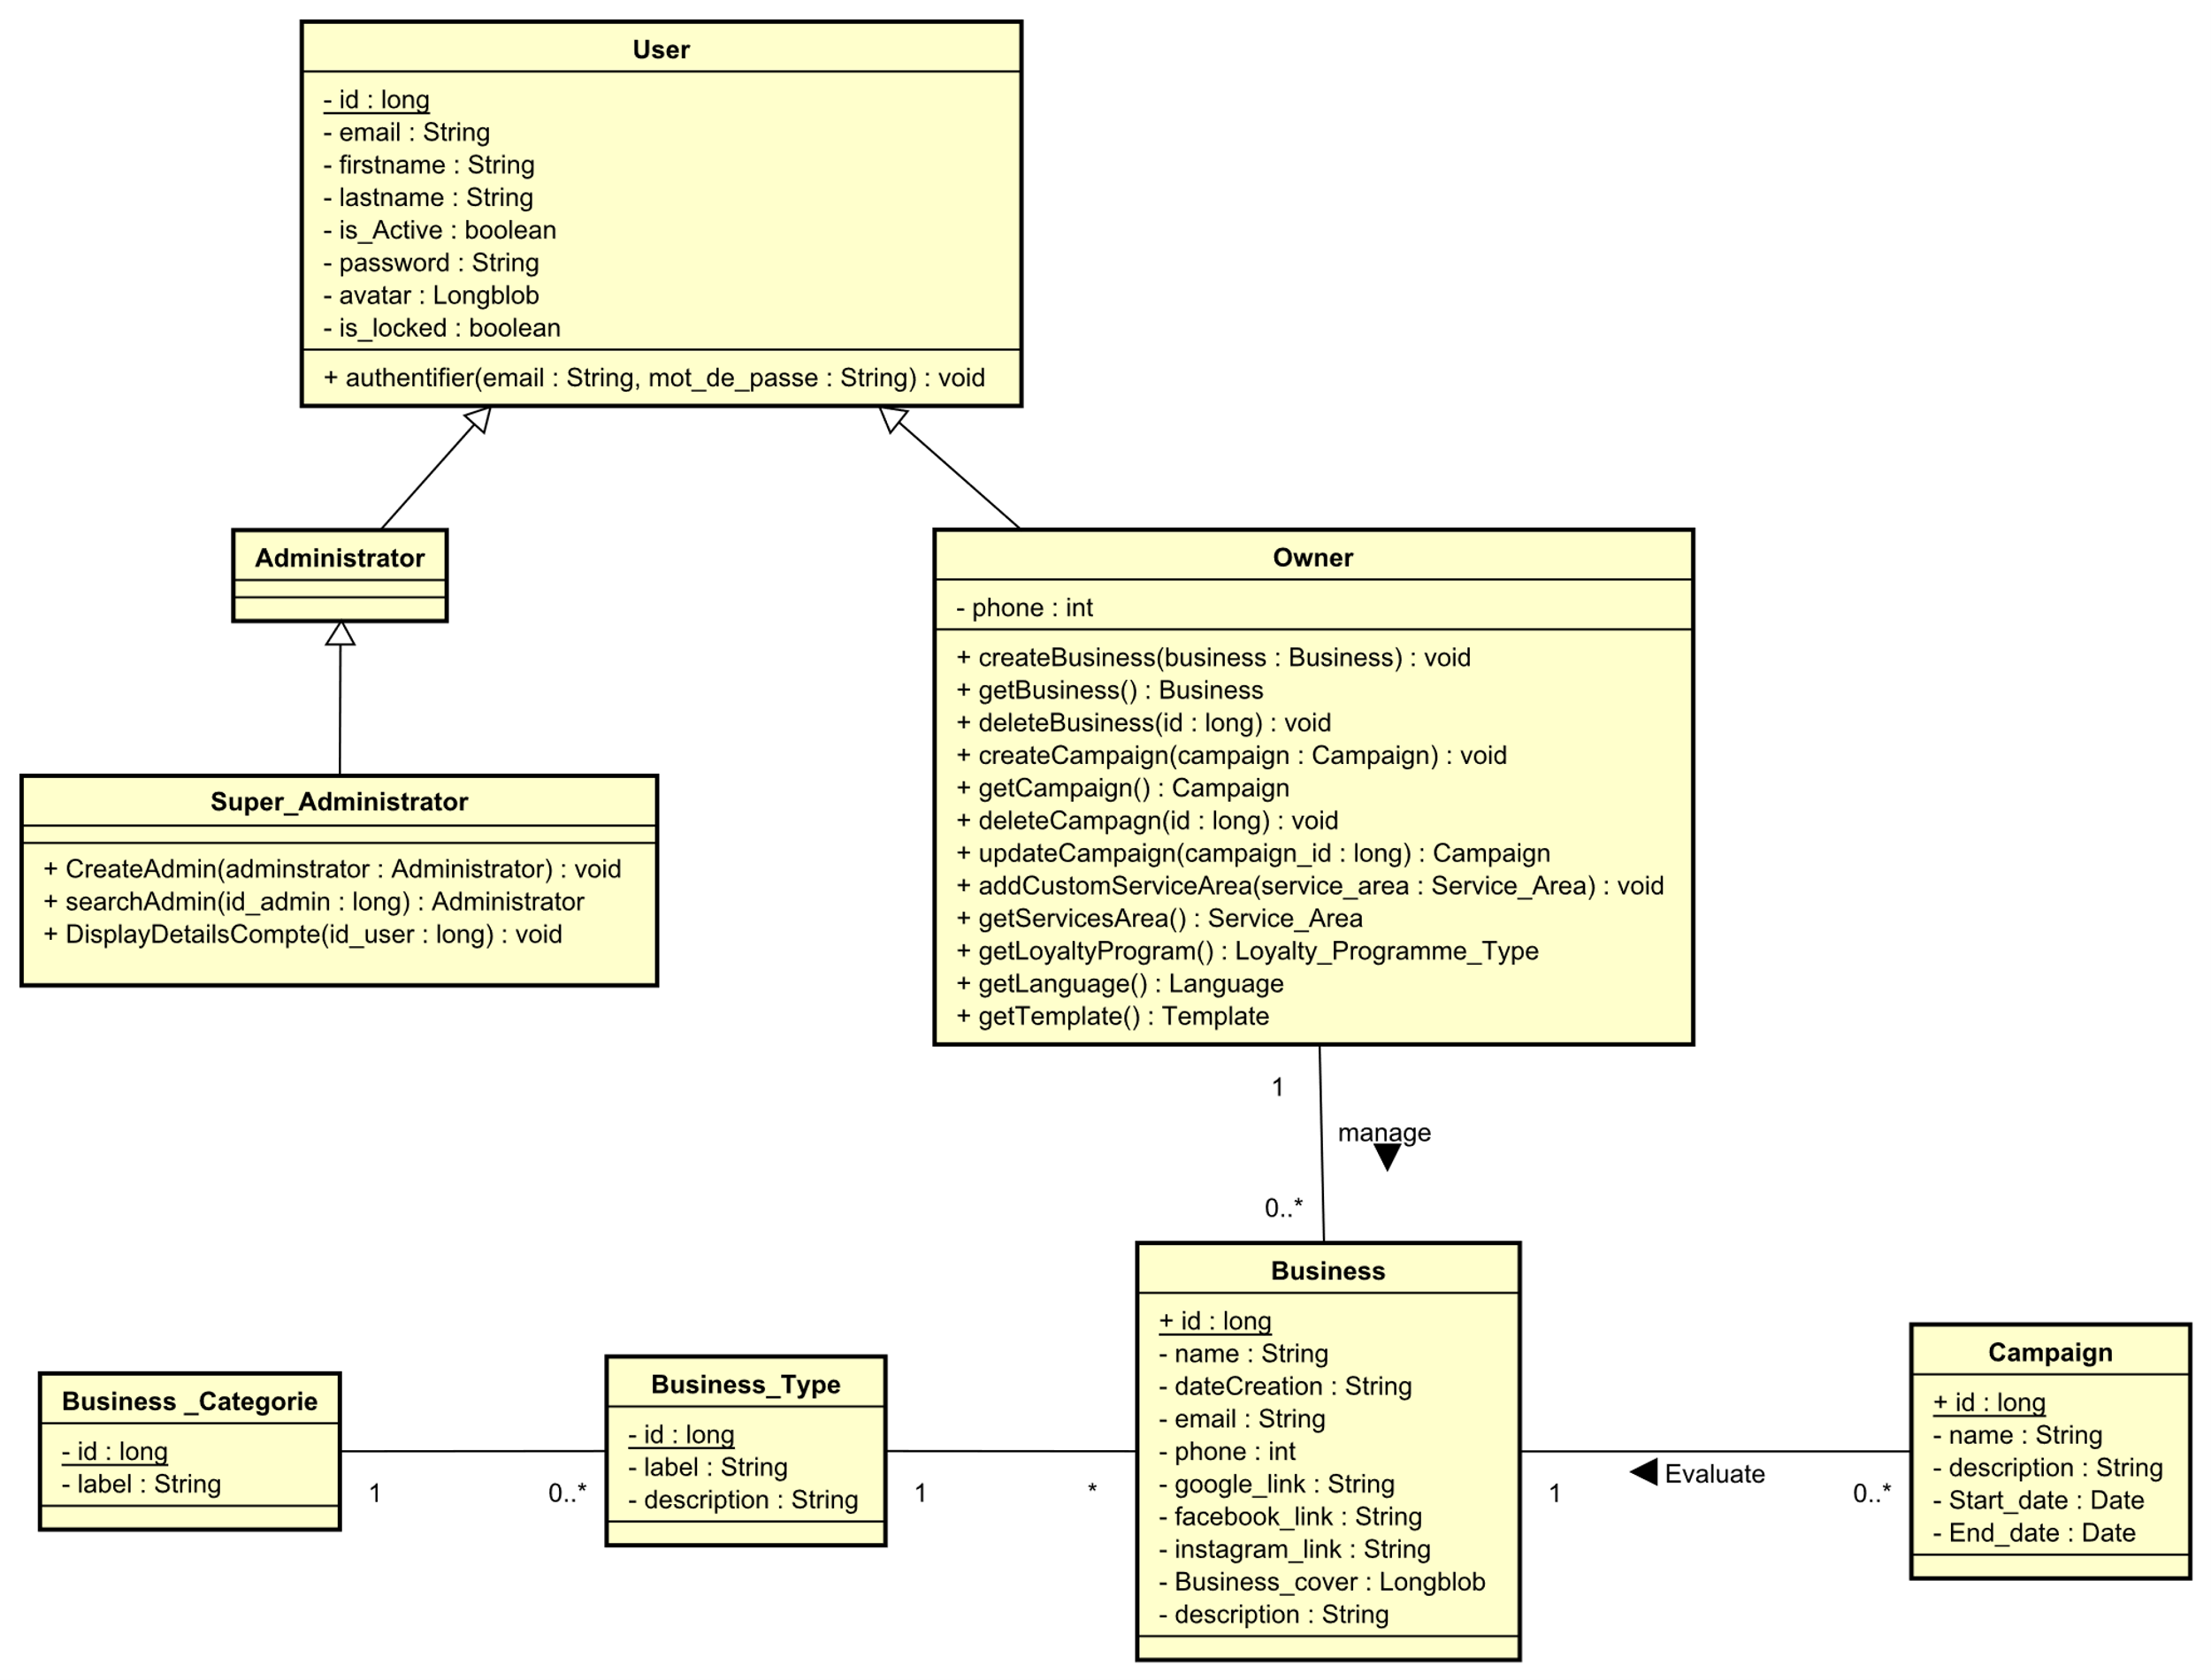 User
- id : long
- email : String
- firstname : String
- lastname : String
- is_Active : boolean
- password : String
- avatar : Longblob
- is_locked : boolean
+ authentifier(email : String, mot_de_passe : String) : void
Administrator
Owner
- phone : int
+ createBusiness(business : Business) : void
+ getBusiness() : Business
+ deleteBusiness(id : long) : void
+ createCampaign(campaign : Campaign) : void
+ getCampaign() : Campaign
+ deleteCampagn(id : long) : void
+ updateCampaign(campaign_id : long) : Campaign
+ addCustomServiceArea(service_area : Service_Area) : void
+ getServicesArea() : Service_Area
+ getLoyaltyProgram() : Loyalty_Programme_Type
+ getLanguage() : Language
+ getTemplate() : Template
Super_Administrator
+ CreateAdmin(adminstrator : Administrator) : void
+ searchAdmin(id_admin : long) : Administrator
+ DisplayDetailsCompte(id_user : long) : void
1
manage
0..*
Business _Categorie
- id : long
- label : String
1
0..*
Business_Type
- id : long
- label : String
- description : String
1
*
Business
+ id : long
- name : String
- dateCreation : String
- email : String
- phone : int
- google_link : String
- facebook_link : String
- instagram_link : String
- Business_cover : Longblob
- description : String
1
Evaluate
0..*
Campaign
+ id : long
- name : String
- description : String
- Start_date : Date
- End_date : Date